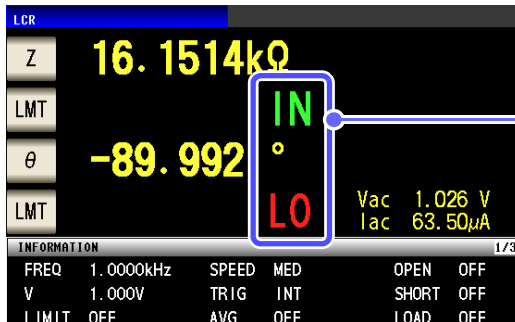 LCR
Z 16.1514kΩ
LMT IN
θ -89.992 °
LMT LO
Vac 1.026 V
Iac 63.50μA
INFORMATION 1/3
FREQ 1.0000kHz SPEED MED OPEN OFF
V 1.000V TRIG INT SHORT OFF
LIMIT OFF AVG OFF LOAD OFF